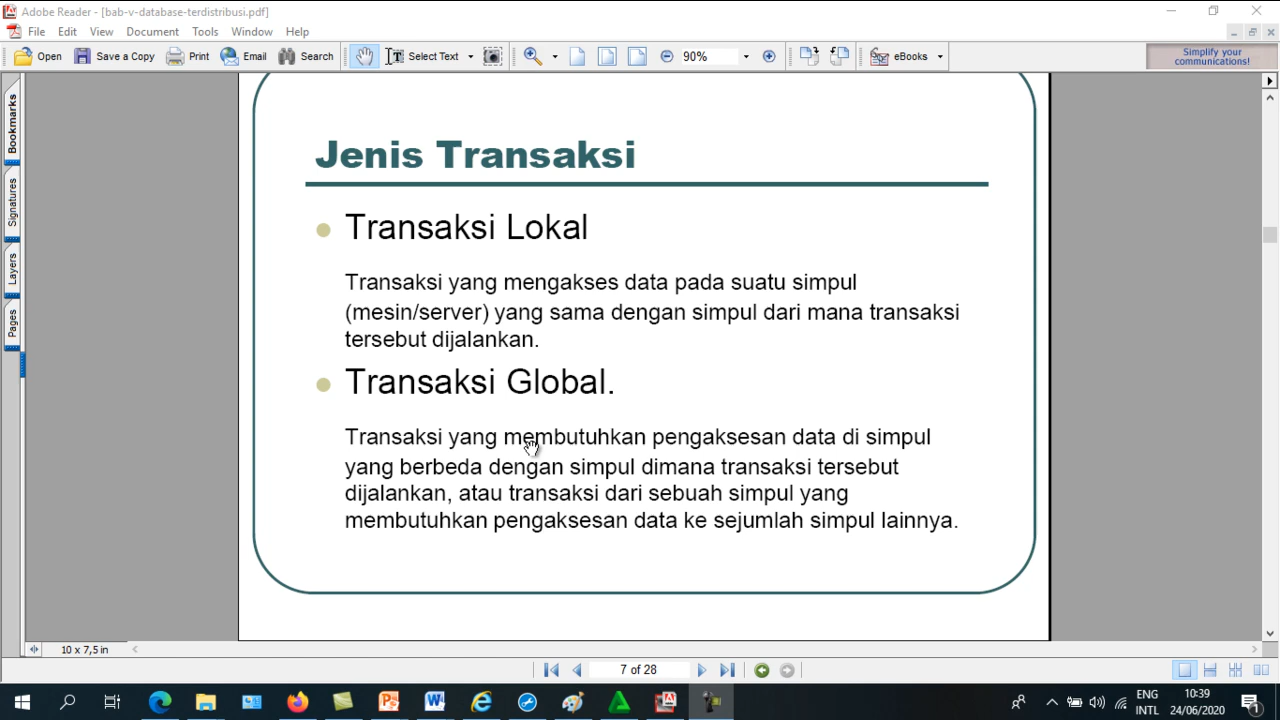 Adobe Reader - [bab-v-database-terdistribusi.pdf]
File Edit View Document Tools Window Help
Open Save a Copy Print Email Search Select Text 90% eBooks
Simplify your
communications!
Bookmarks
Signatures
Layers
Pages
Jenis Transaksi
Transaksi Lokal
Transaksi yang mengakses data pada suatu simpul
(mesin/server) yang sama dengan simpul dari mana transaksi
tersebut dijalankan.
Transaksi Global.
Transaksi yang membutuhkan pengaksesan data di simpul
yang berbeda dengan simpul dimana transaksi tersebut
dijalankan, atau transaksi dari sebuah simpul yang
membutuhkan pengaksesan data ke sejumlah simpul lainnya.
10 x 7,5 in
7 of 28
ENG 10:39
INTL 24/06/2020 1